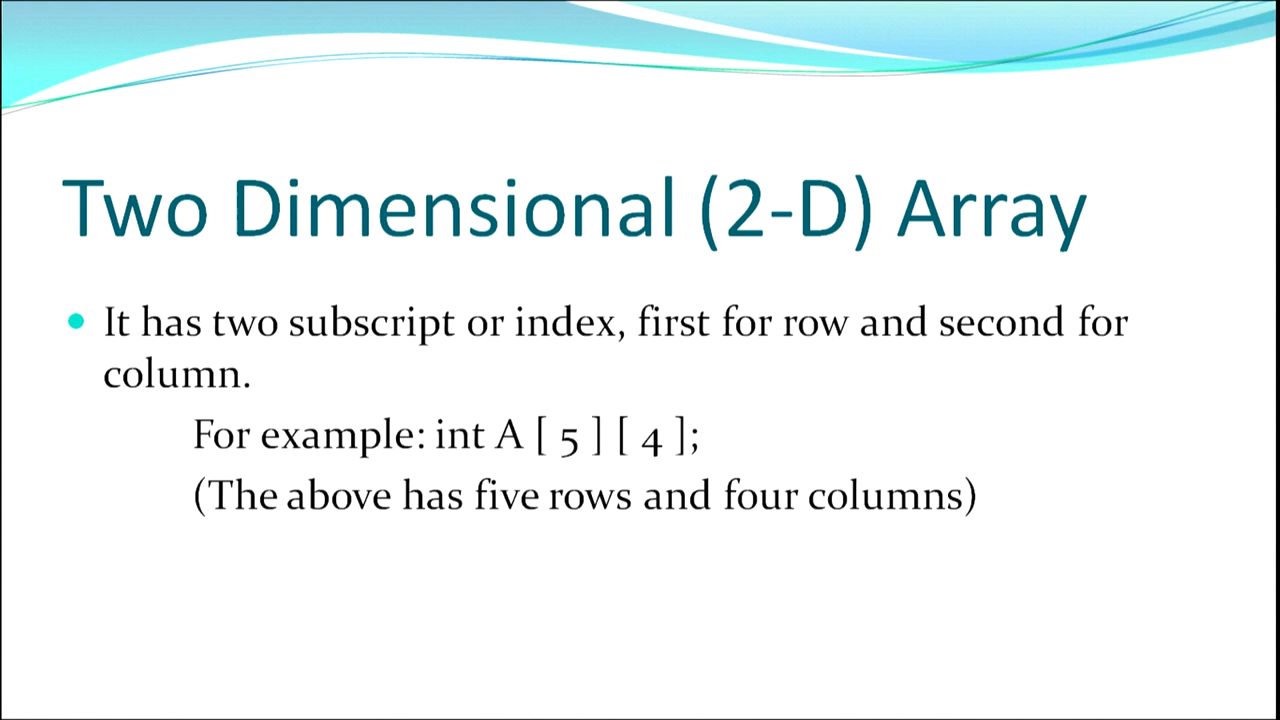 Two Dimensional (2-D) Array
It has two subscript or index, first for row and second for
column.
For example: int A [ 5 ] [ 4 ];
(The above has five rows and four columns)